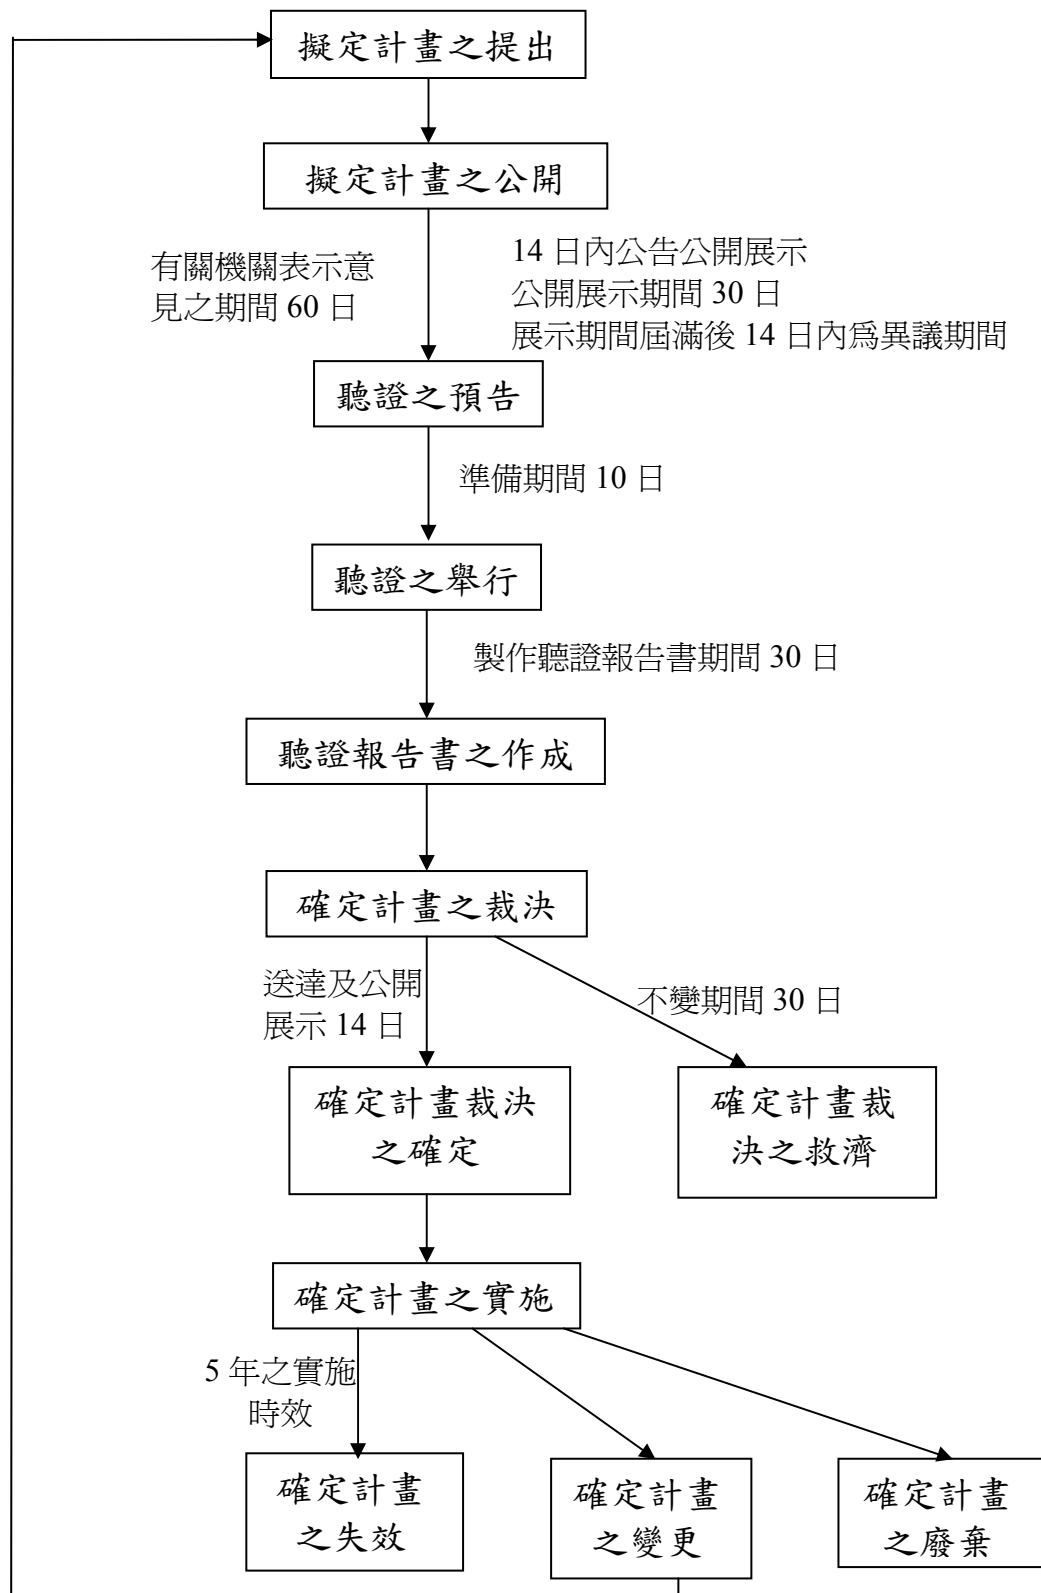 擬定計畫之提出
擬定計畫之公開
有關機關表示意
見之期間 60 日
14 日內公告公開展示
公開展示期間 30 日
展示期間屆滿後 14 日內為異議期間
聽證之預告
準備期間 10 日
聽證之舉行
製作聽證報告書期間 30 日
聽證報告書之作成
確定計畫之裁決
送達及公開
展示 14 日
不變期間 30 日
確定計畫裁決
之確定
確定計畫裁
決之救濟
確定計畫之實施
5 年之實施
時效
確定計畫
之失效
確定計畫
之變更
確定計畫
之廢棄